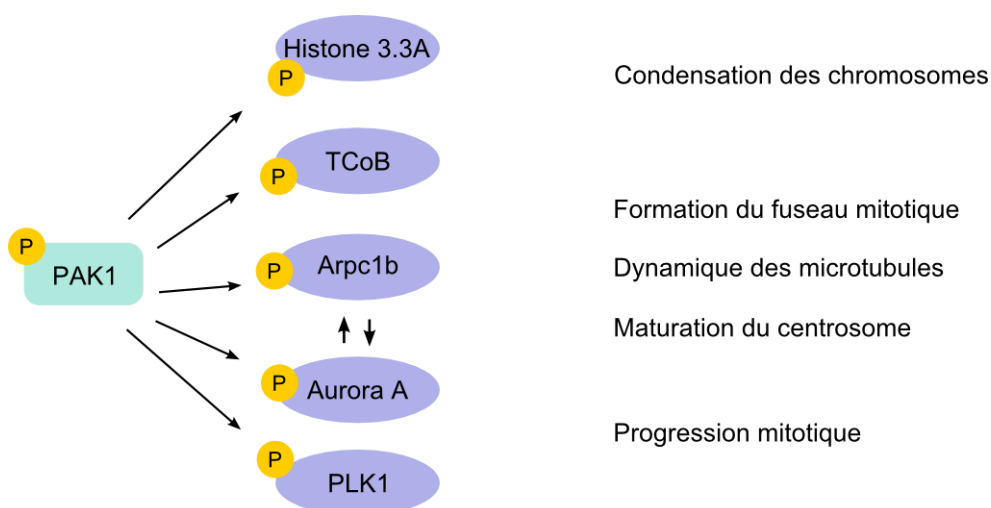 Histone 3.3A
P
Condensation des chromosomes
TCoB
P
Formation du fuseau mitotique
P
PAK1
Arpc1b
P
Dynamique des microtubules
Maturation du centrosome
Aurora A
P
Progression mitotique
P
PLK1